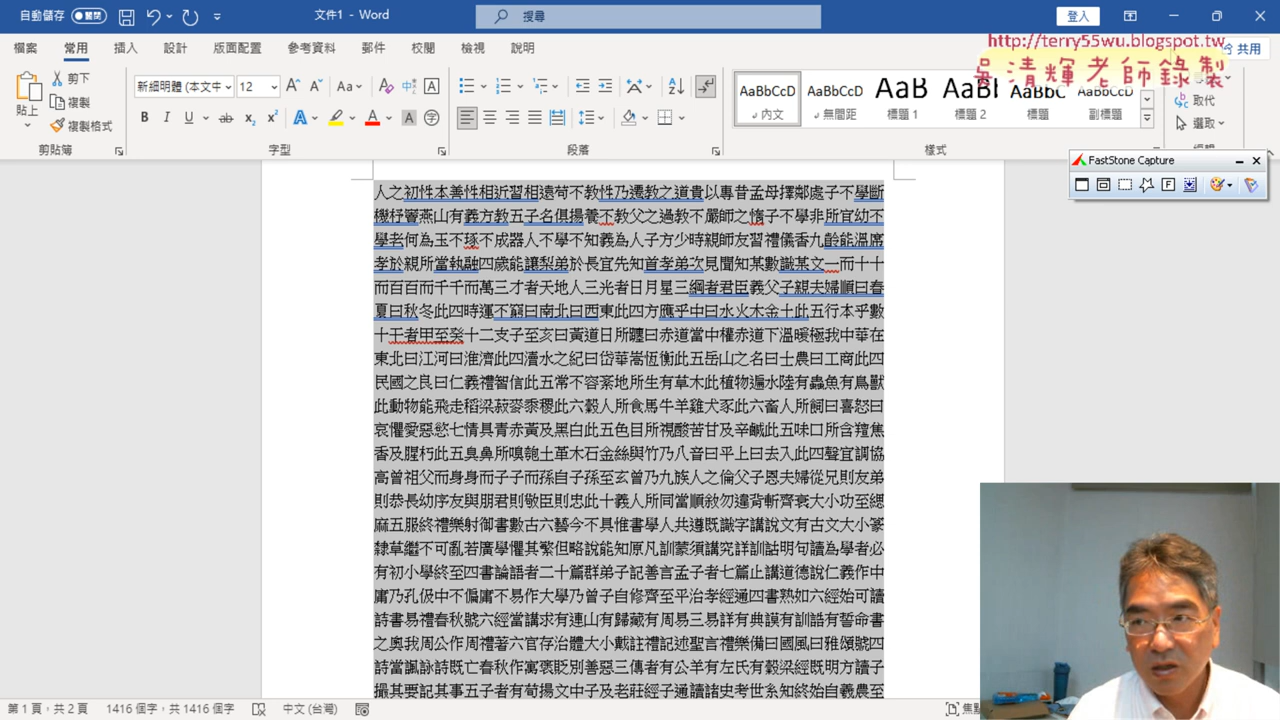 自動儲存 關閉 文件1 - Word 搜尋 登入
檔案 常用 插入 設計 版面配置 參考資料 郵件 校閱 檢視 說明 共用
http://terry55wu.blogspot.tw
吳清輝老師錄製
貼上 剪下 複製 複製格式
新細明體 (本文中 12
AaBbCcD 內文 AaBbCcD 無間距 AaB 標題 1 AaBl 標題 2 AaBbC 標題 AaBbCcD 副標題
取代
選取
剪貼簿 字型 段落 樣式
FastStone Capture
人之初性本善性相近習相遠苟不教性乃遷教之道貴以專昔孟母擇鄰處子不學斷
機杼竇燕山有義方教五子名俱揚養不教父之過教不嚴師之惰子不學非所宜幼不
學老何為玉不琢不成器人不學不知義為人子方少時親師友習禮儀香九齡能溫席
孝於親所當執融四歲能讓梨弟於長宜先知首孝弟次見聞知某數識某文一而十十
而百百而千千而萬三才者天地人三光者日月星三綱者君臣義父子親夫婦順曰春
夏曰秋冬此四時運不窮曰南北曰西東此四方應乎中曰水火木金土此五行本乎數
十干者甲至癸十二支子至亥曰黃道日所躔曰赤道當中權赤道下溫暖極我中華在
東北曰江河曰淮濟此四瀆水之紀曰岱華嵩恆衡此五岳山之名曰士農曰工商此四
民國之良曰仁義禮智信此五常不容紊地所生有草木此植物遍水陸有蟲魚有鳥獸
此動物能飛走稻梁菽麥黍稷此六穀人所食馬牛羊雞犬豕此六畜人所飼曰喜怒曰
哀懼愛惡慾七情具青赤黃及黑白此五色目所視酸苦甘及辛鹹此五味口所含羶焦
香及腥朽此五臭鼻所嗅匏土革木石金絲與竹乃八音曰平上曰去入此四聲宜調協
高曾祖父而身身而子子而孫自子孫至玄曾乃九族人之倫父子恩夫婦從兄則友弟
則恭長幼序友與朋君則敬臣則忠此十義人所同當順敘勿違背斬齊衰大小功至緦
麻五服終禮樂射御書數古六藝今不具惟書學人共遵既識字講說文有古文大小篆
隸草繼不可亂若廣學懼其繁但略說能知原凡訓蒙須講究詳訓詁明句讀為學者必
有初小學終至四書論語者二十篇群弟子記善言孟子者七篇止講道德說仁義作中
庸乃孔伋中不偏庸不易作大學乃曾子自修齊至平治孝經通四書熟如六經始可讀
詩書易禮春秋號六經當講求有連山有歸藏有周易三易詳有典謨有訓誥有誓命書
之奧我周公作周禮著六官存治體大小戴註禮記述聖言禮樂備曰國風曰雅頌號四
詩當諷詠詩既亡春秋作寓褒貶別善惡三傳者有公羊有左氏有穀梁經既明方讀子
撮其要記其事五子者有荀揚文中子及老莊經子通讀諸史考世系知終始自羲農至
第 1 頁，共 2 頁 1416 個字，共 1416 個字 中文 (台灣)